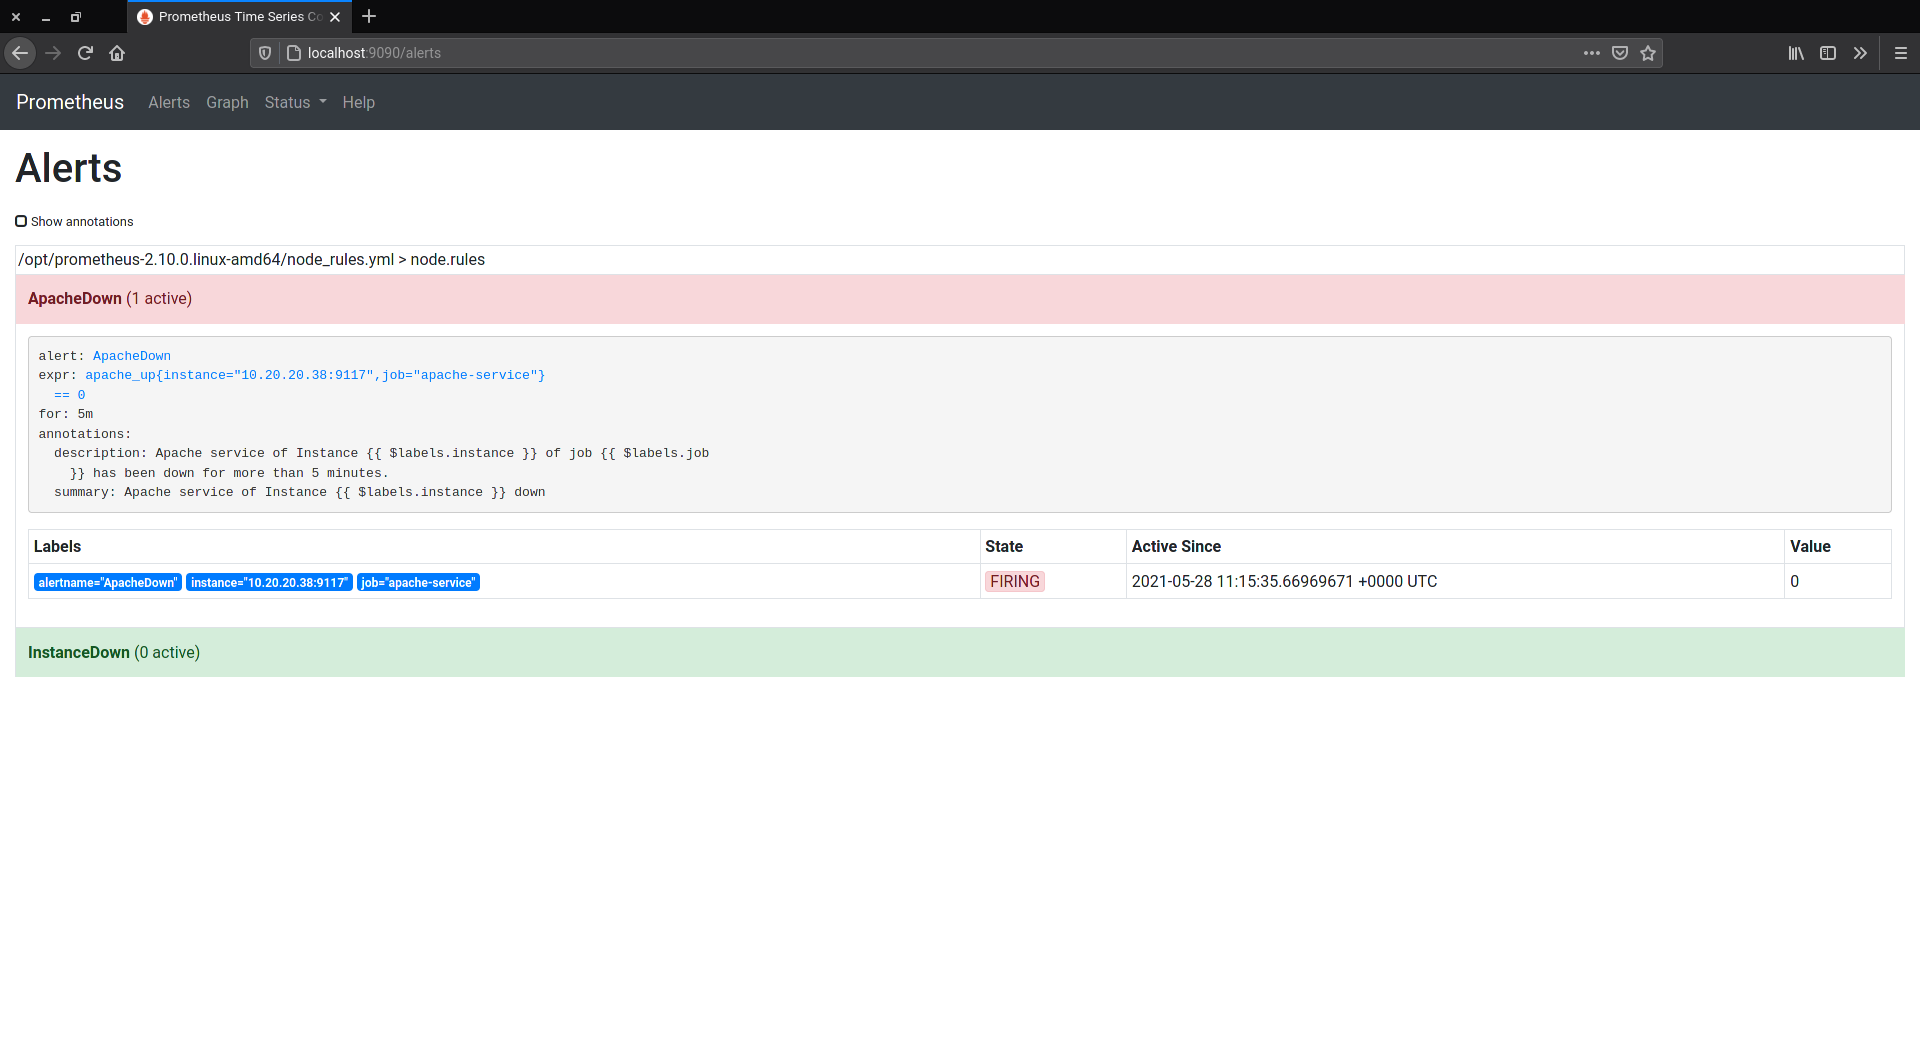 Prometheus Time Series Co
localhost:9090/alerts
Prometheus Alerts Graph Status Help
Alerts
Show annotations
/opt/prometheus-2.10.0.linux-amd64/node_rules.yml > node.rules
ApacheDown (1 active)
alert: ApacheDown
expr: apache_up{instance="10.20.20.38:9117",job="apache-service"}
== 0
for: 5m
annotations:
description: Apache service of Instance {{ $labels.instance }} of job {{ $labels.job
}} has been down for more than 5 minutes.
summary: Apache service of Instance {{ $labels.instance }} down
Labels State Active Since Value
alertname="ApacheDown" instance="10.20.20.38:9117" job="apache-service" FIRING 2021-05-28 11:15:35.66969671 +0000 UTC 0
InstanceDown (0 active)